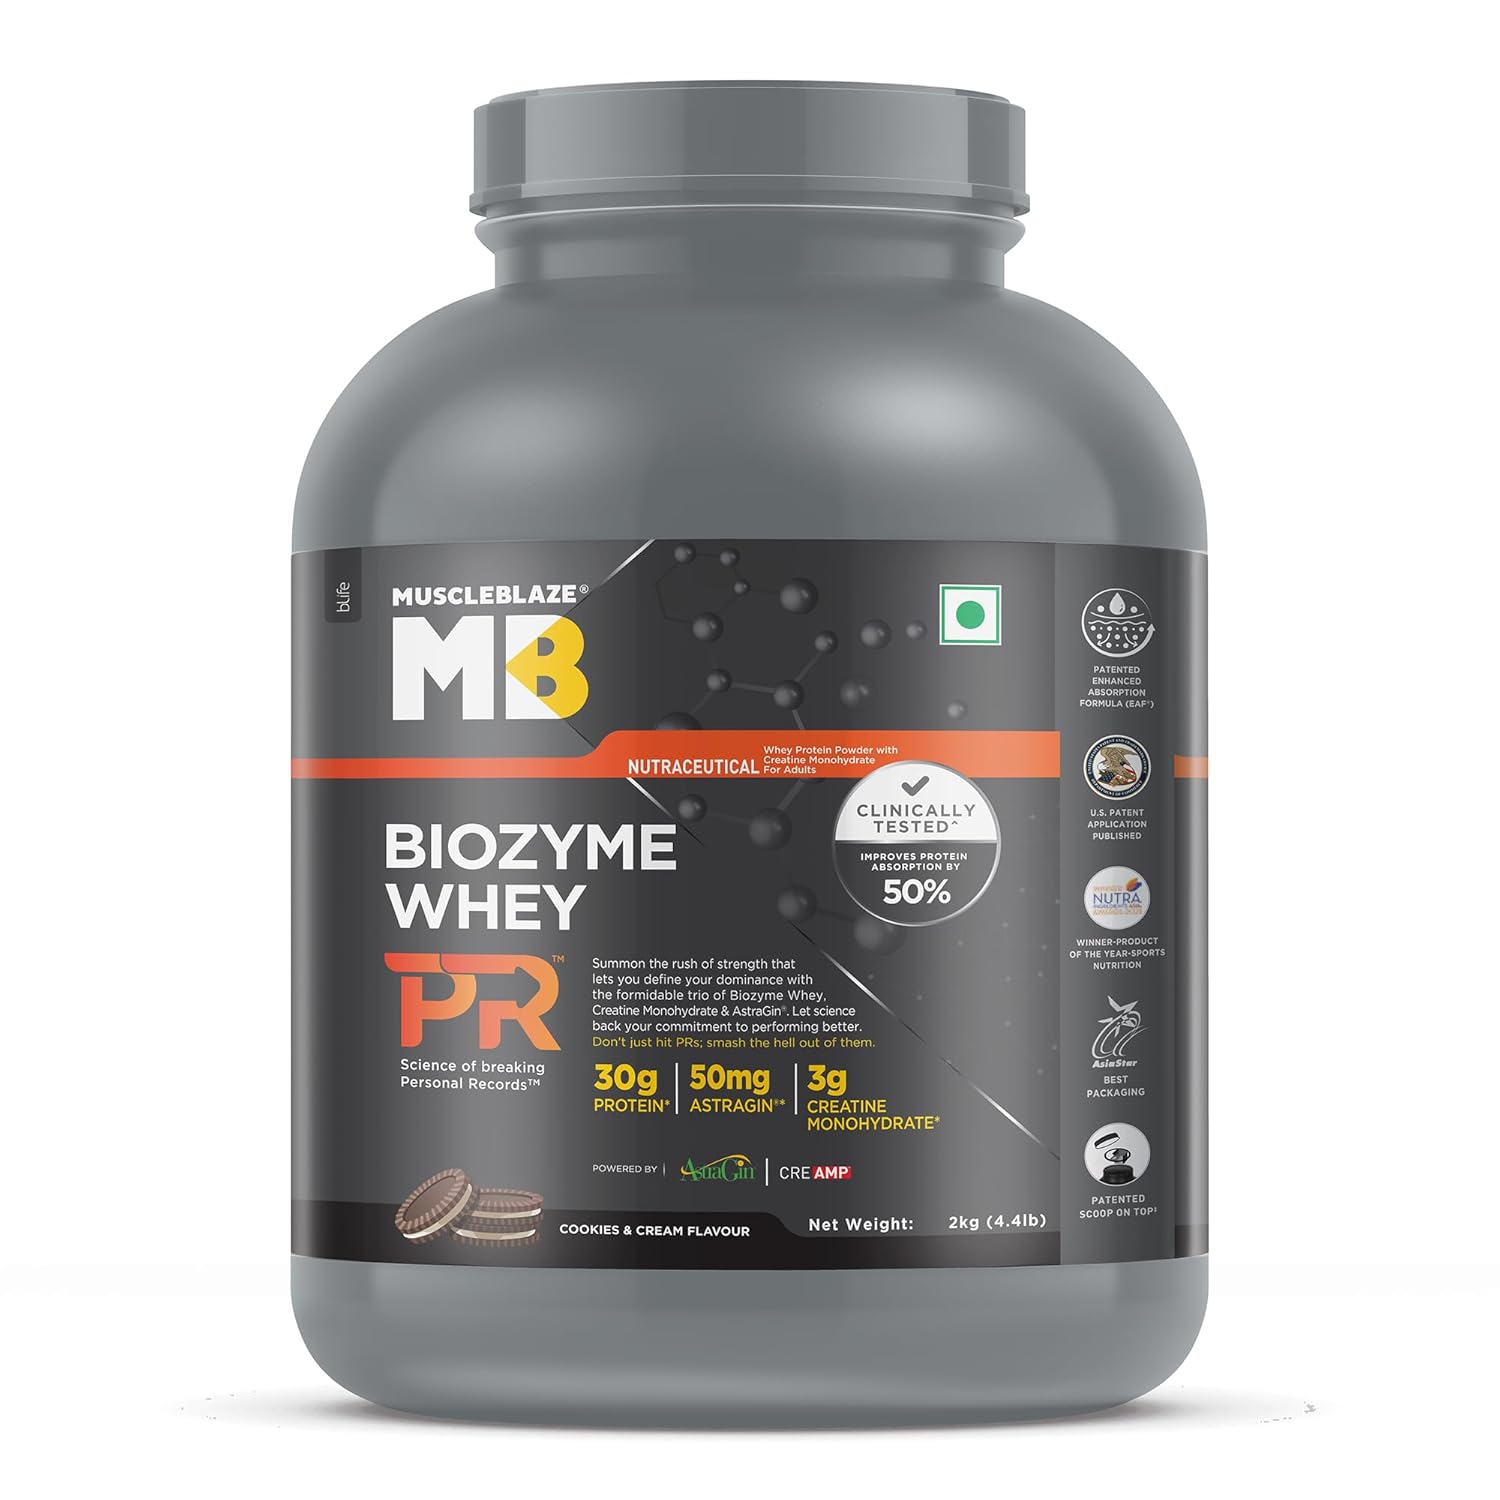 bLife
MUSCLEBLAZE®
MB
NUTRACEUTICAL
Whey Protein Powder with
Creatine Monohydrate
For Adults
CLINICALLY
TESTED^
IMPROVES PROTEIN
ABSORPTION BY
50%
BIOZYME
WHEY
PR™
Science of breaking
Personal Records™
Summon the rush of strength that
lets you define your dominance with
the formidable trio of Biozyme Whey,
Creatine Monohydrate & AstraGin®. Let science
back your commitment to performing better.
Don't just hit PRs; smash the hell out of them.
30g
PROTEIN*
50mg
ASTRAGIN®*
3g
CREATINE
MONOHYDRATE*
POWERED BY
AstraGin
CREAMP
COOKIES & CREAM FLAVOUR
Net Weight: 2kg (4.4lb)
PATENTED
ENHANCED
ABSORPTION
FORMULA (EAF®)
U.S. PATENT
APPLICATION
PUBLISHED
NUTRA
WINNER-PRODUCT
OF THE YEAR-SPORTS
NUTRITION
AsiaStar
BEST
PACKAGING
PATENTED
SCOOP ON TOP